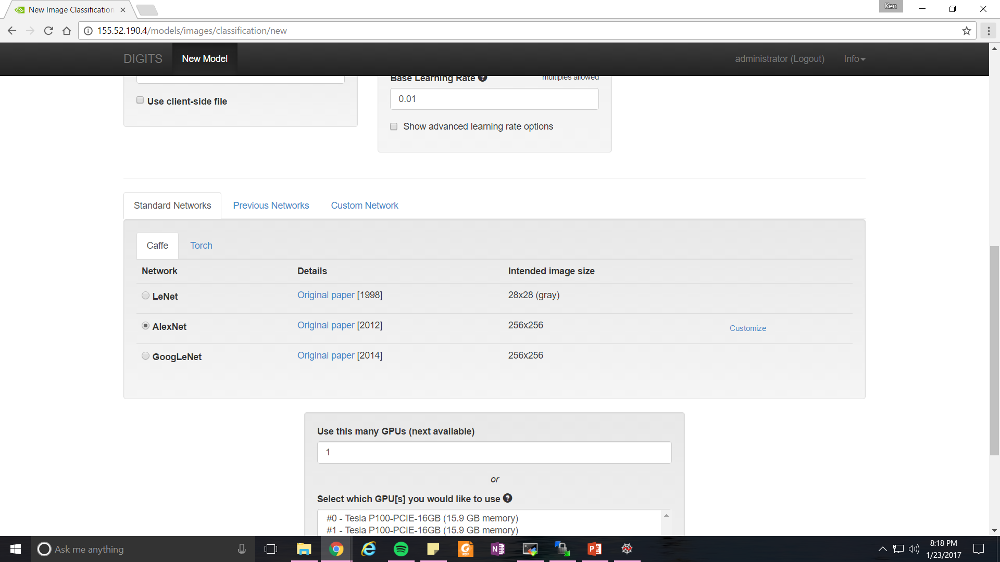 New Image Classification
Ken
155.52.190.4/models/images/classification/new
DIGITS New Model administrator (Logout) Info
Base Learning Rate multiples allowed
Use client-side file
0.01
Show advanced learning rate options
Standard Networks Previous Networks Custom Network
Caffe Torch
Network Details Intended image size
LeNet Original paper [1998] 28x28 (gray)
AlexNet Original paper [2012] 256x256 Customize
GoogLeNet Original paper [2014] 256x256
Use this many GPUs (next available)
1
or
Select which GPU[s] you would like to use
#0 - Tesla P100-PCIE-16GB (15.9 GB memory)
#1 - Tesla P100-PCIE-16GB (15.9 GB memory)
Ask me anything
8:18 PM
1/23/2017